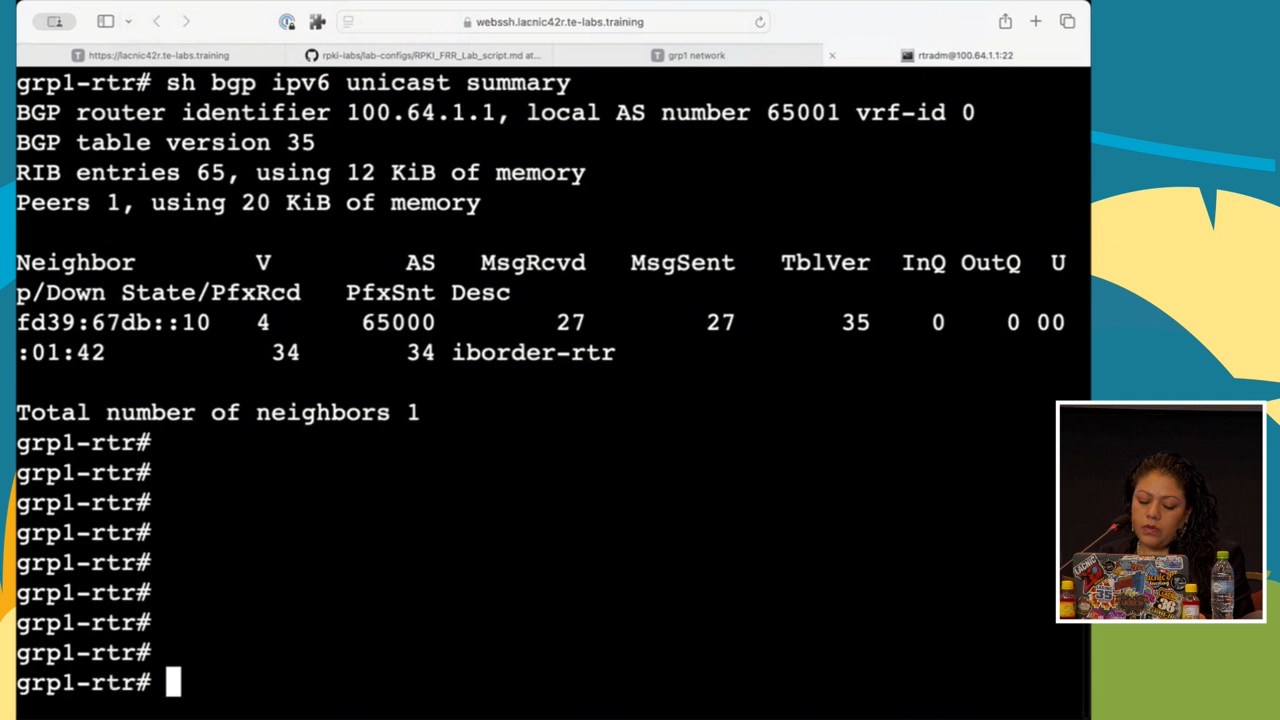 webssh.lacnic42r.te-labs.training
https://lacnic42r.te-labs.training
rpki-labs/lab-configs/RPKI_FRR_Lab_script.md at...
grp1 network
rtradm@100.64.1.1:22
grp1-rtr# sh bgp ipv6 unicast summary
BGP router identifier 100.64.1.1, local AS number 65001 vrf-id 0
BGP table version 35
RIB entries 65, using 12 KiB of memory
Peers 1, using 20 KiB of memory
Neighbor V AS MsgRcvd MsgSent TblVer InQ OutQ U
p/Down State/PfxRcd PfxSnt Desc
fd39:67db::10 4 65000 27 27 35 0 0 00
:01:42 34 34 iborder-rtr
Total number of neighbors 1
grp1-rtr#
grp1-rtr#
grp1-rtr#
grp1-rtr#
grp1-rtr#
grp1-rtr#
grp1-rtr#
grp1-rtr#
grp1-rtr#
LACNIC
35
36